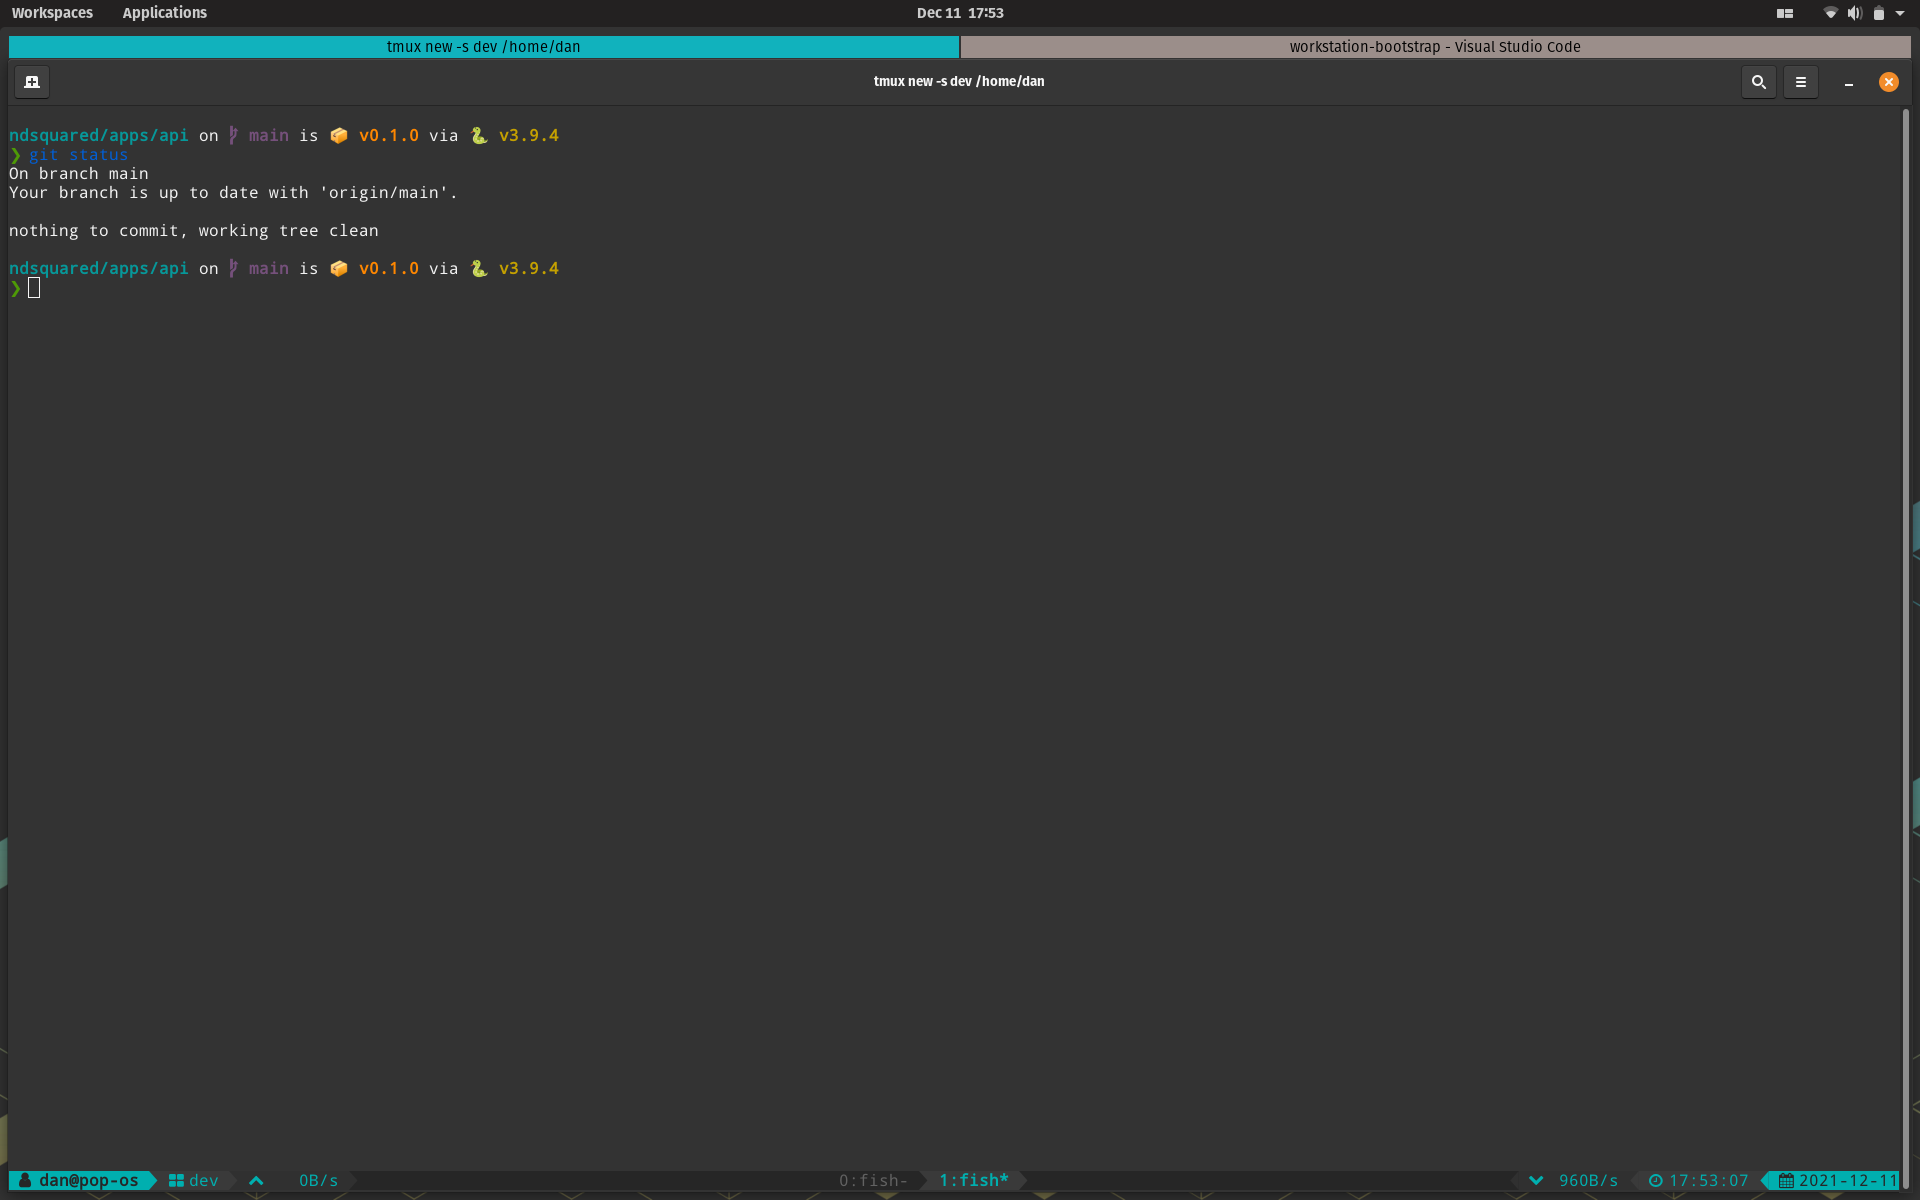 Workspaces Applications Dec 11 17:53
tmux new -s dev /home/dan workstation-bootstrap - Visual Studio Code
tmux new -s dev /home/dan
ndsquared/apps/api on main is 📦 v0.1.0 via 🐍 v3.9.4
❯ git status
On branch main
Your branch is up to date with 'origin/main'.
nothing to commit, working tree clean
ndsquared/apps/api on main is 📦 v0.1.0 via 🐍 v3.9.4
❯
dan@pop-os dev 0B/s 0:fish- 1:fish* 960B/s 17:53:07 2021-12-11